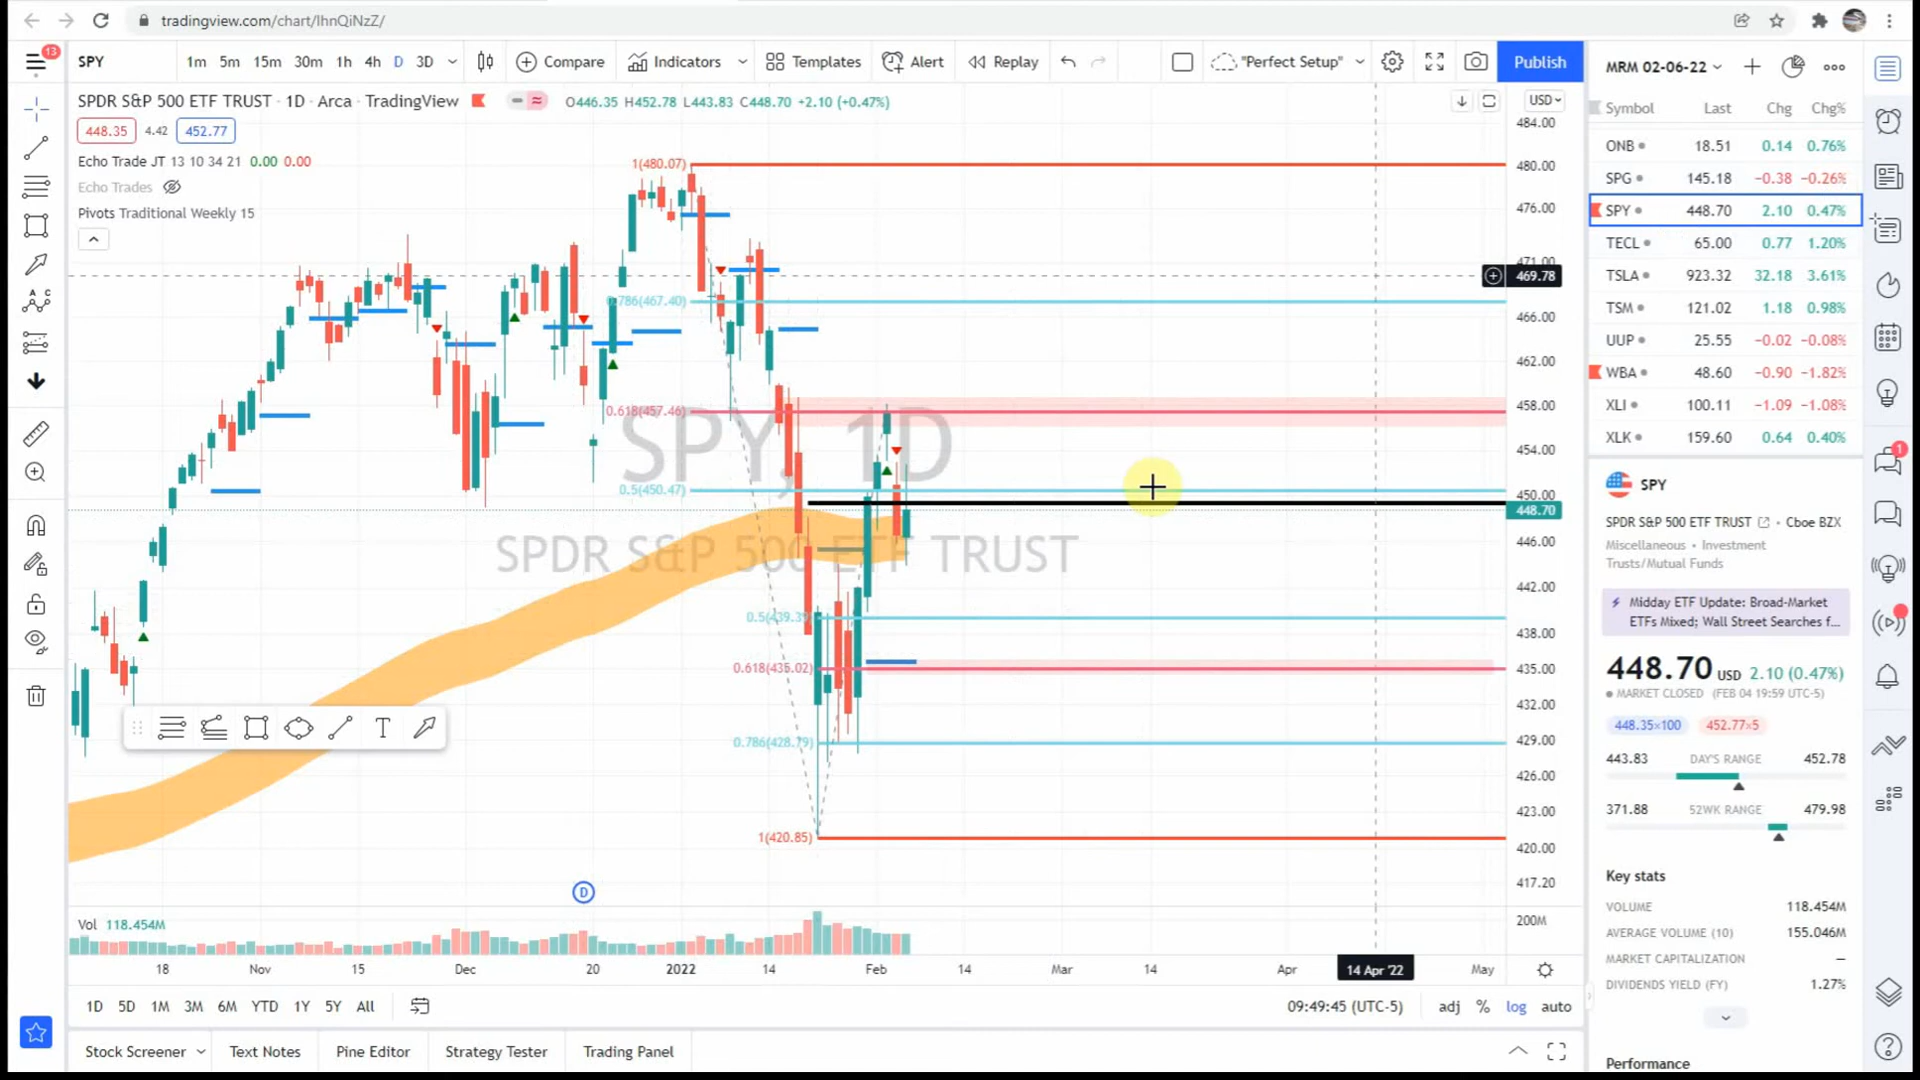 tradingview.com/chart/lhnQiNzZ/
13
SPY
1m 5m 15m 30m 1h 4h D 3D
Compare
Indicators
Templates
Alert
Replay
"Perfect Setup"
Publish
MRM 02-06-22
SPDR S&P 500 ETF TRUST · 1D · Arca · TradingView
O446.35 H452.78 L443.83 C448.70 +2.10 (+0.47%)
448.35 4.42 452.77
Echo Trade JT 13 10 34 21 0.00 0.00
Echo Trades
Pivots Traditional Weekly 15
SPY, 1D
SPDR S&P 500 ETF TRUST
1(480.07)
0.786(467.40)
0.618(457.46)
0.5(450.47)
0.5(439.39)
0.618(435.02)
0.786(428.79)
1(420.85)
D
USD
484.00
480.00
476.00
471.00
469.78
466.00
462.00
458.00
454.00
450.00
448.70
446.00
442.00
438.00
435.00
432.00
429.00
426.00
423.00
420.00
417.20
200M
Vol 118.454M
18 Nov 15 Dec 20 2022 14 Feb 14 Mar 14 Apr 14 Apr '22 May
1D 5D 1M 3M 6M YTD 1Y 5Y All
09:49:45 (UTC-5) adj % log auto
Stock Screener Text Notes Pine Editor Strategy Tester Trading Panel
T
Symbol Last Chg Chg%
ONB 18.51 0.14 0.76%
SPG 145.18 −0.38 −0.26%
SPY 448.70 2.10 0.47%
TECL 65.00 0.77 1.20%
TSLA 923.32 32.18 3.61%
TSM 121.02 1.18 0.98%
UUP 25.55 −0.02 −0.08%
WBA 48.60 −0.90 −1.82%
XLI 100.11 −1.09 −1.08%
XLK 159.60 0.64 0.40%
SPY
SPDR S&P 500 ETF TRUST • Cboe BZX
Miscellaneous • Investment
Trusts/Mutual Funds
Midday ETF Update: Broad-Market
ETFs Mixed; Wall Street Searches f...
448.70 USD 2.10 (0.47%)
MARKET CLOSED (FEB 04 19:59 UTC-5)
448.35×100 452.77×5
443.83 DAY'S RANGE 452.78
371.88 52WK RANGE 479.98
Key stats
VOLUME 118.454M
AVERAGE VOLUME (10) 155.046M
MARKET CAPITALIZATION —
DIVIDENDS YIELD (FY) 1.27%
Performance
1